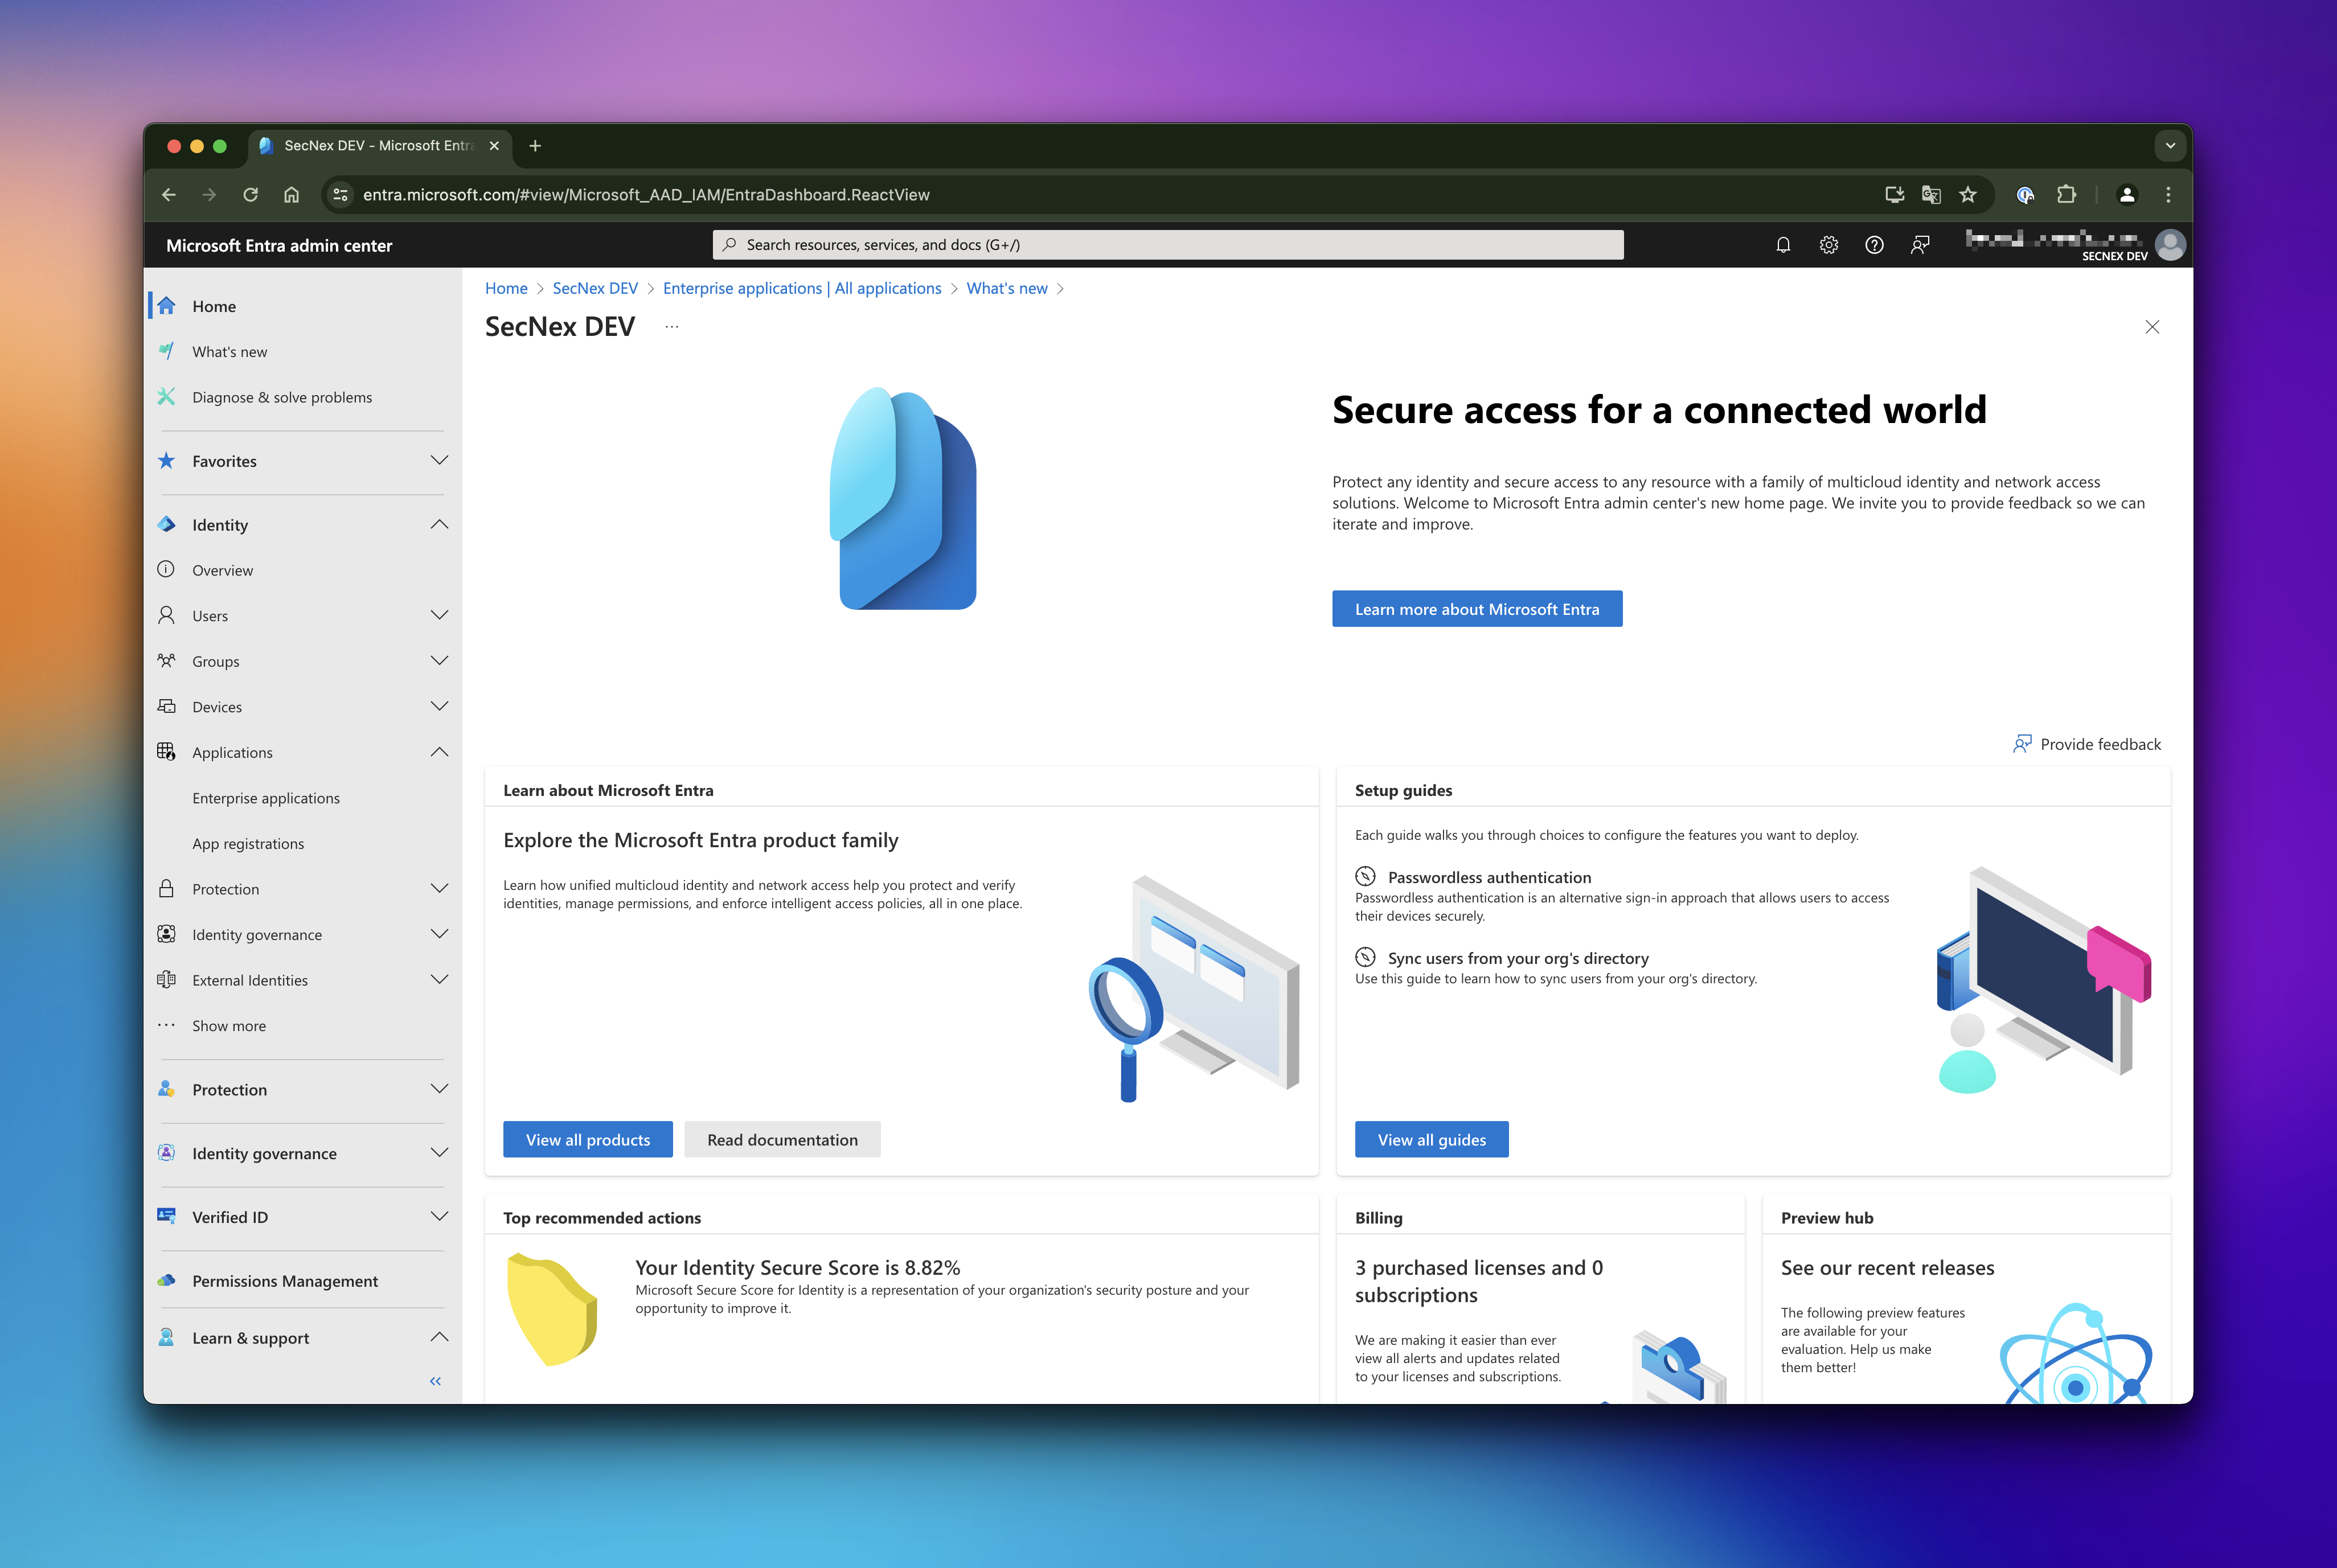 SecNex DEV - Microsoft Entra
entra.microsoft.com/#view/Microsoft_AAD_IAM/EntraDashboard.ReactView
Microsoft Entra admin center
Search resources, services, and docs (G+/)
SECNEX DEV
Home
What's new
Diagnose & solve problems
Favorites
Identity
Overview
Users
Groups
Devices
Applications
Enterprise applications
App registrations
Protection
Identity governance
External Identities
Show more
Protection
Identity governance
Verified ID
Permissions Management
Learn & support
Home > SecNex DEV > Enterprise applications | All applications > What's new >
SecNex DEV
Secure access for a connected world
Protect any identity and secure access to any resource with a family of multicloud identity and network access
solutions. Welcome to Microsoft Entra admin center's new home page. We invite you to provide feedback so we can
iterate and improve.
Learn more about Microsoft Entra
Provide feedback
Learn about Microsoft Entra
Explore the Microsoft Entra product family
Learn how unified multicloud identity and network access help you protect and verify
identities, manage permissions, and enforce intelligent access policies, all in one place.
View all products
Read documentation
Setup guides
Each guide walks you through choices to configure the features you want to deploy.
Passwordless authentication
Passwordless authentication is an alternative sign-in approach that allows users to access
their devices securely.
Sync users from your org's directory
Use this guide to learn how to sync users from your org's directory.
View all guides
Top recommended actions
Your Identity Secure Score is 8.82%
Microsoft Secure Score for Identity is a representation of your organization's security posture and your
opportunity to improve it.
Billing
3 purchased licenses and 0
subscriptions
We are making it easier than ever
view all alerts and updates related
to your licenses and subscriptions.
Preview hub
See our recent releases
The following preview features
are available for your
evaluation. Help us make
them better!